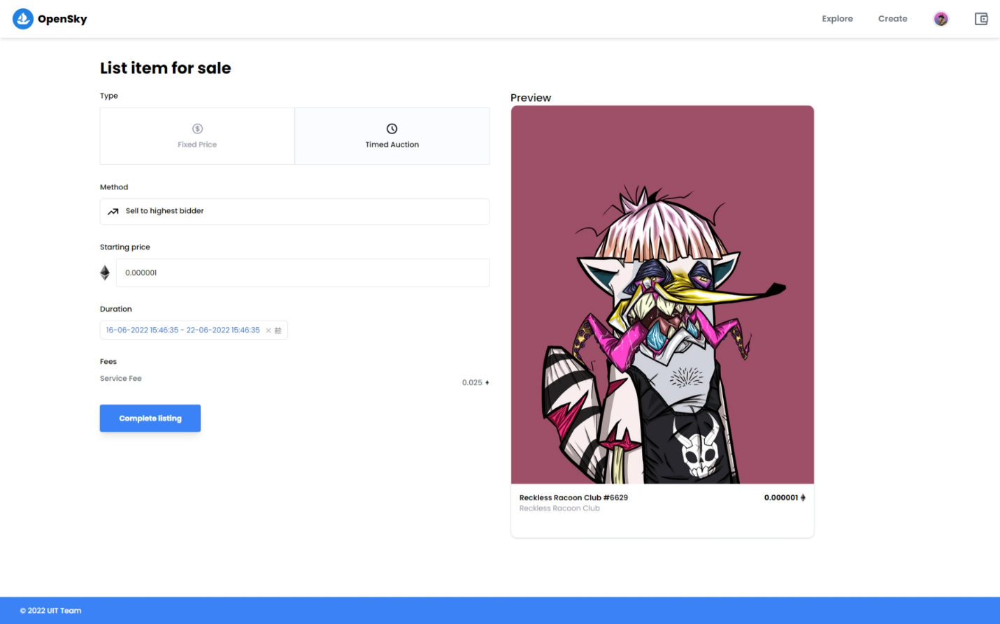 OpenSky
Explore
Create
List item for sale
Type
Fixed Price
Timed Auction
Method
Sell to highest bidder
Starting price
0.000001
Duration
16-06-2022 15:46:35 - 22-06-2022 15:46:35
Fees
Service Fee
0.025
Complete listing
Preview
Reckless Racoon Club #6629
0.000001
Reckless Racoon Club
© 2022 UIT Team